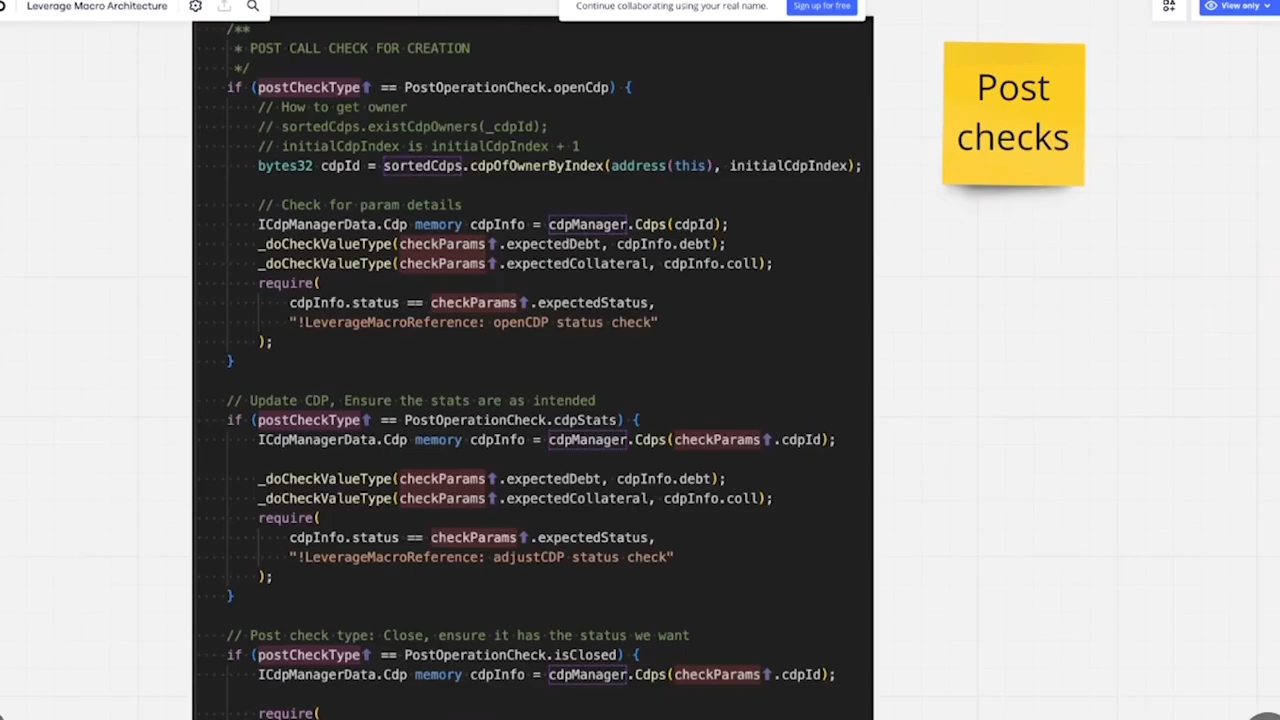 Leverage Macro Architecture
Continue collaborating using your real name.
Sign up for free
View only
/**
* POST CALL CHECK FOR CREATION
*/
if (postCheckType⬆ == PostOperationCheck.openCdp) {
// How to get owner
// sortedCdps.existCdpOwners(_cdpId);
// initialCdpIndex is initialCdpIndex + 1
bytes32 cdpId = sortedCdps.cdpOfOwnerByIndex(address(this), initialCdpIndex);
// Check for param details
ICdpManagerData.Cdp memory cdpInfo = cdpManager.Cdps(cdpId);
_doCheckValueType(checkParams⬆.expectedDebt, cdpInfo.debt);
_doCheckValueType(checkParams⬆.expectedCollateral, cdpInfo.coll);
require(
cdpInfo.status == checkParams⬆.expectedStatus,
"!LeverageMacroReference: openCDP status check"
);
}
// Update CDP, Ensure the stats are as intended
if (postCheckType⬆ == PostOperationCheck.cdpStats) {
ICdpManagerData.Cdp memory cdpInfo = cdpManager.Cdps(checkParams⬆.cdpId);
_doCheckValueType(checkParams⬆.expectedDebt, cdpInfo.debt);
_doCheckValueType(checkParams⬆.expectedCollateral, cdpInfo.coll);
require(
cdpInfo.status == checkParams⬆.expectedStatus,
"!LeverageMacroReference: adjustCDP status check"
);
}
// Post check type: Close, ensure it has the status we want
if (postCheckType⬆ == PostOperationCheck.isClosed) {
ICdpManagerData.Cdp memory cdpInfo = cdpManager.Cdps(checkParams⬆.cdpId);
require(
Post
checks